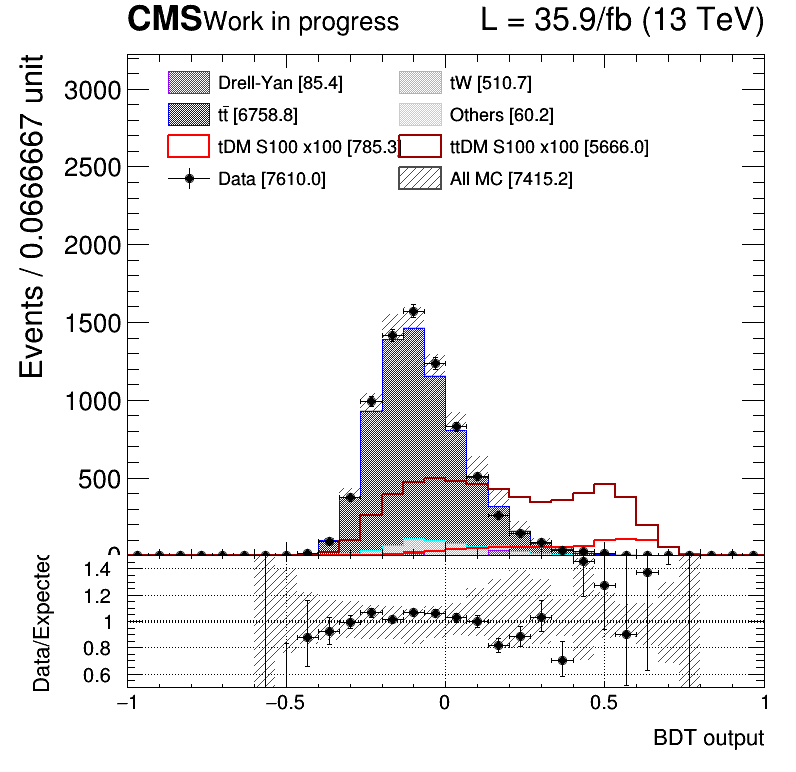 CMS Work in progress L = 35.9/fb (13 TeV)
Events / 0.0666667 unit
3000
2500
2000
1500
1000
500
0
Drell-Yan [85.4] tW [510.7]
tt̄ [6758.8] Others [60.2]
tDM S100 x100 [785.3] ttDM S100 x100 [5666.0]
Data [7610.0] All MC [7415.2]
Data/Expected
1.4
1.2
1
0.8
0.6
−1 −0.5 0 0.5 1
BDT output